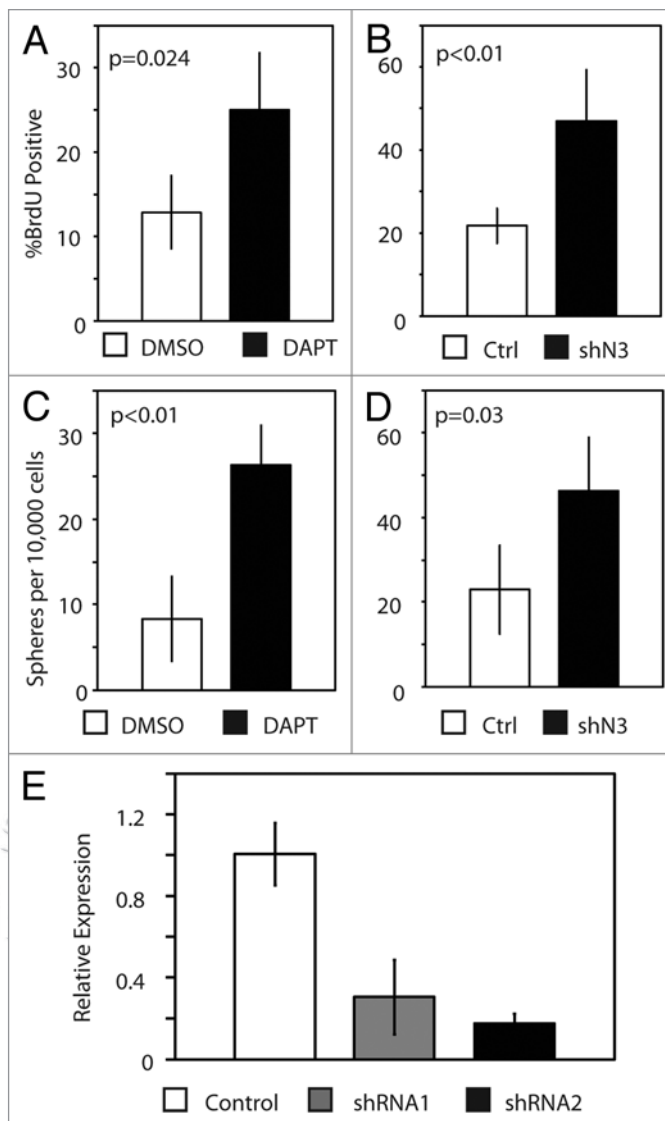 A
p=0.024
30
20
10
0
%BrdU Positive
DMSO DAPT
B
p<0.01
60
40
20
0
Ctrl shN3
C
p<0.01
30
20
10
0
Spheres per 10,000 cells
DMSO DAPT
D
p=0.03
60
40
20
0
Ctrl shN3
E
1.2
0.8
0.4
0
Relative Expression
Control shRNA1 shRNA2